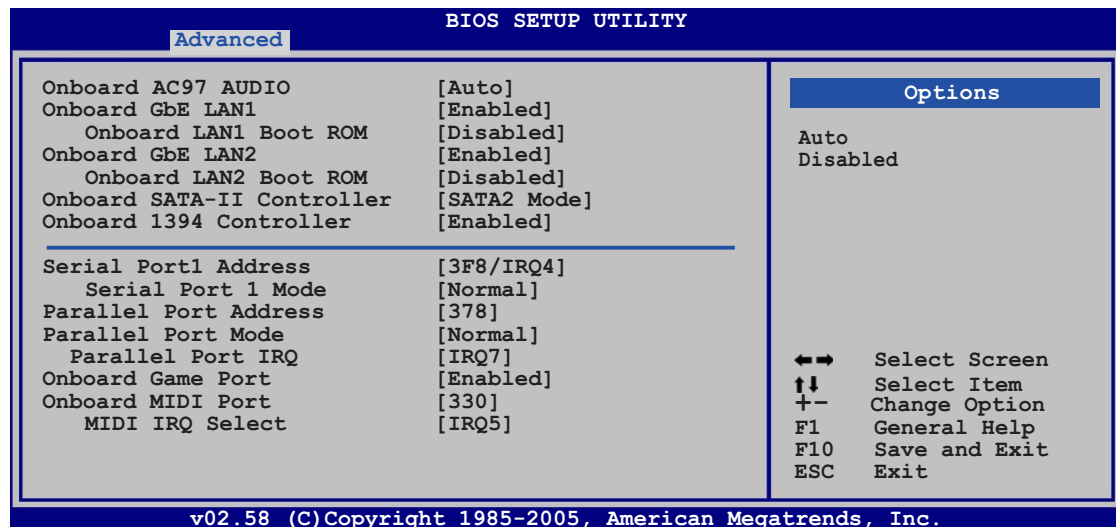 BIOS SETUP UTILITY
Advanced
Onboard AC97 AUDIO [Auto]
Onboard GbE LAN1 [Enabled]
Onboard LAN1 Boot ROM [Disabled]
Onboard GbE LAN2 [Enabled]
Onboard LAN2 Boot ROM [Disabled]
Onboard SATA-II Controller [SATA2 Mode]
Onboard 1394 Controller [Enabled]
Serial Port1 Address [3F8/IRQ4]
Serial Port 1 Mode [Normal]
Parallel Port Address [378]
Parallel Port Mode [Normal]
Parallel Port IRQ [IRQ7]
Onboard Game Port [Enabled]
Onboard MIDI Port [330]
MIDI IRQ Select [IRQ5]
Options
Auto
Disabled
←→ Select Screen
↑↓ Select Item
+- Change Option
F1 General Help
F10 Save and Exit
ESC Exit
v02.58 (C)Copyright 1985-2005, American Megatrends, Inc.